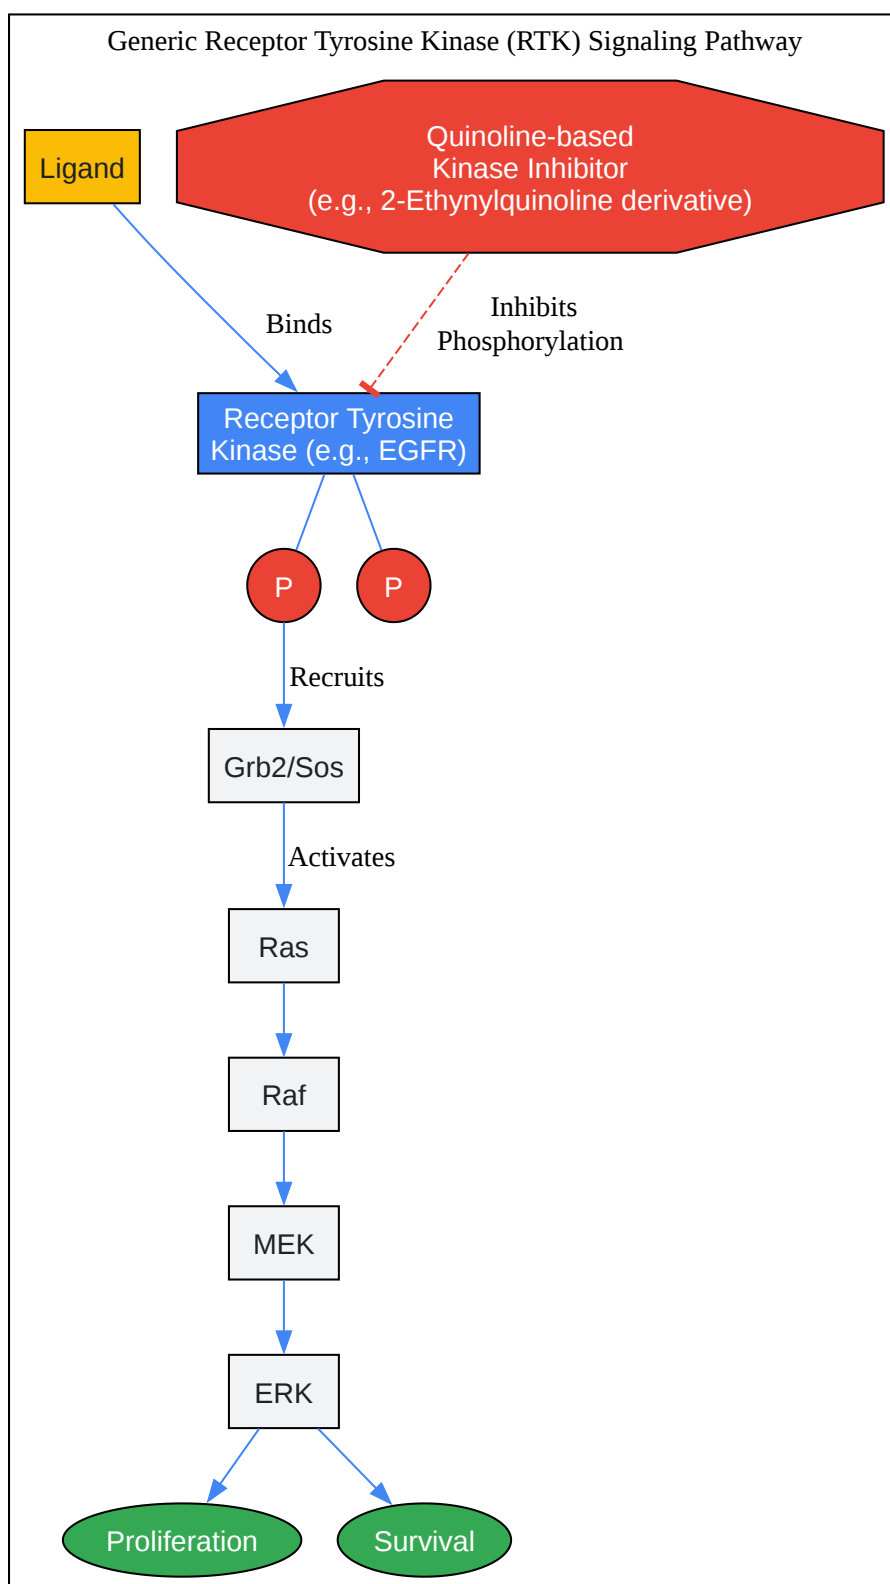 Generic Receptor Tyrosine Kinase (RTK) Signaling Pathway
Ligand
Quinoline-based
Kinase Inhibitor
(e.g., 2-Ethynylquinoline derivative)
Binds
Inhibits
Phosphorylation
Receptor Tyrosine
Kinase (e.g., EGFR)
P
P
Recruits
Grb2/Sos
Activates
Ras
Raf
MEK
ERK
Proliferation
Survival